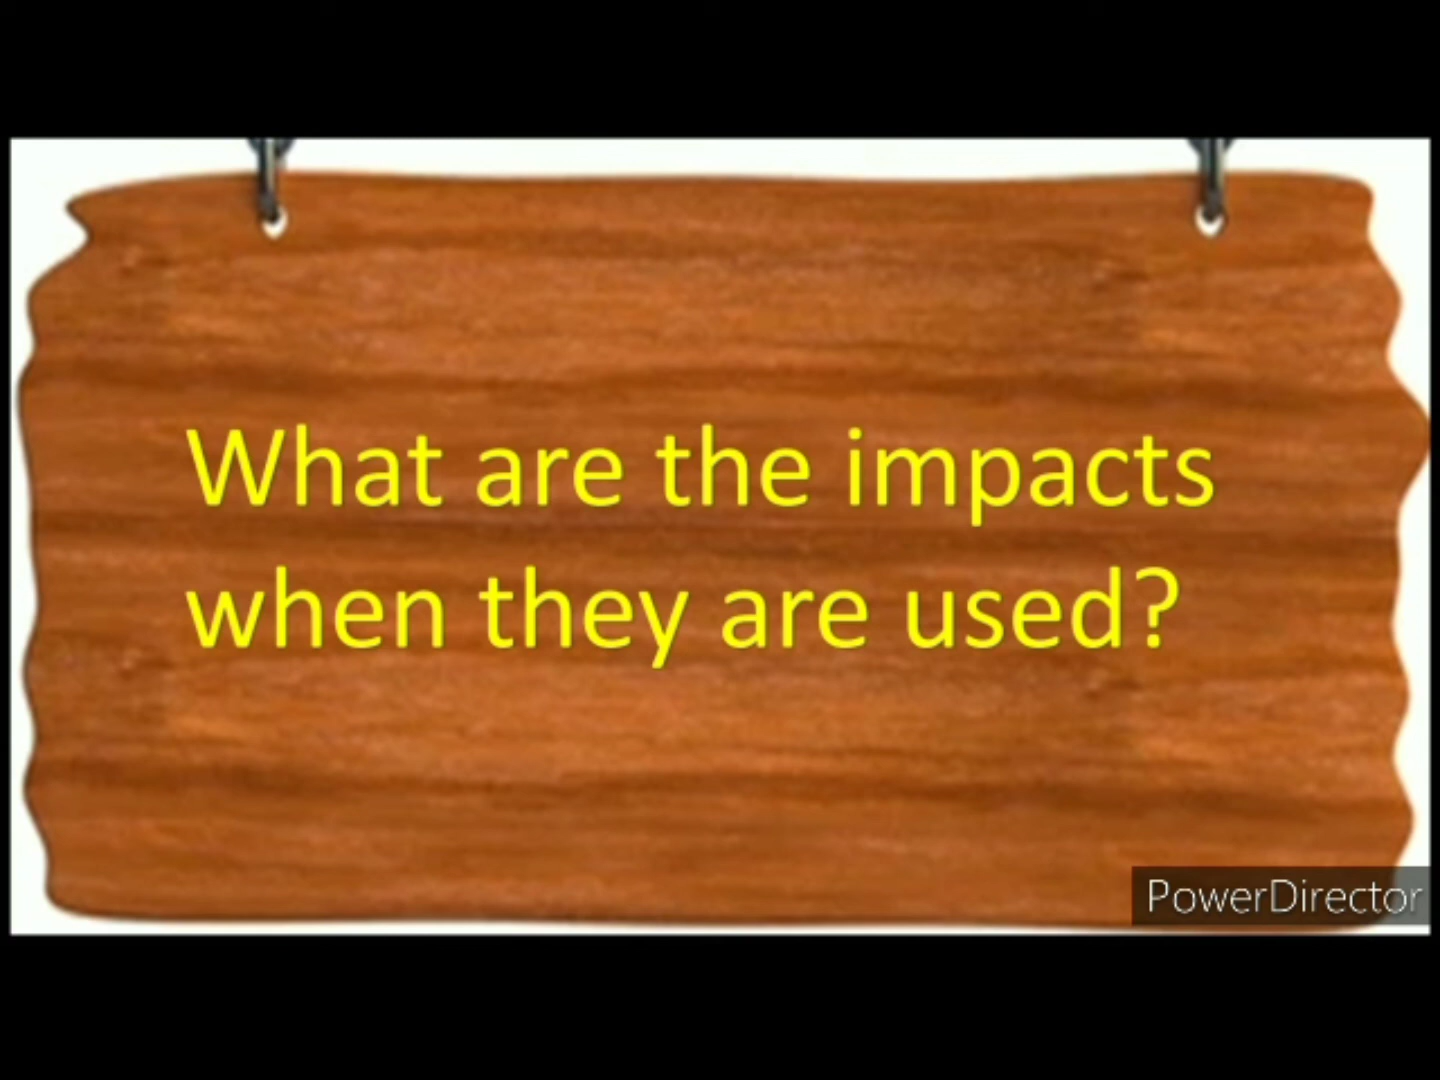 What are the impacts
when they are used?
PowerDirector